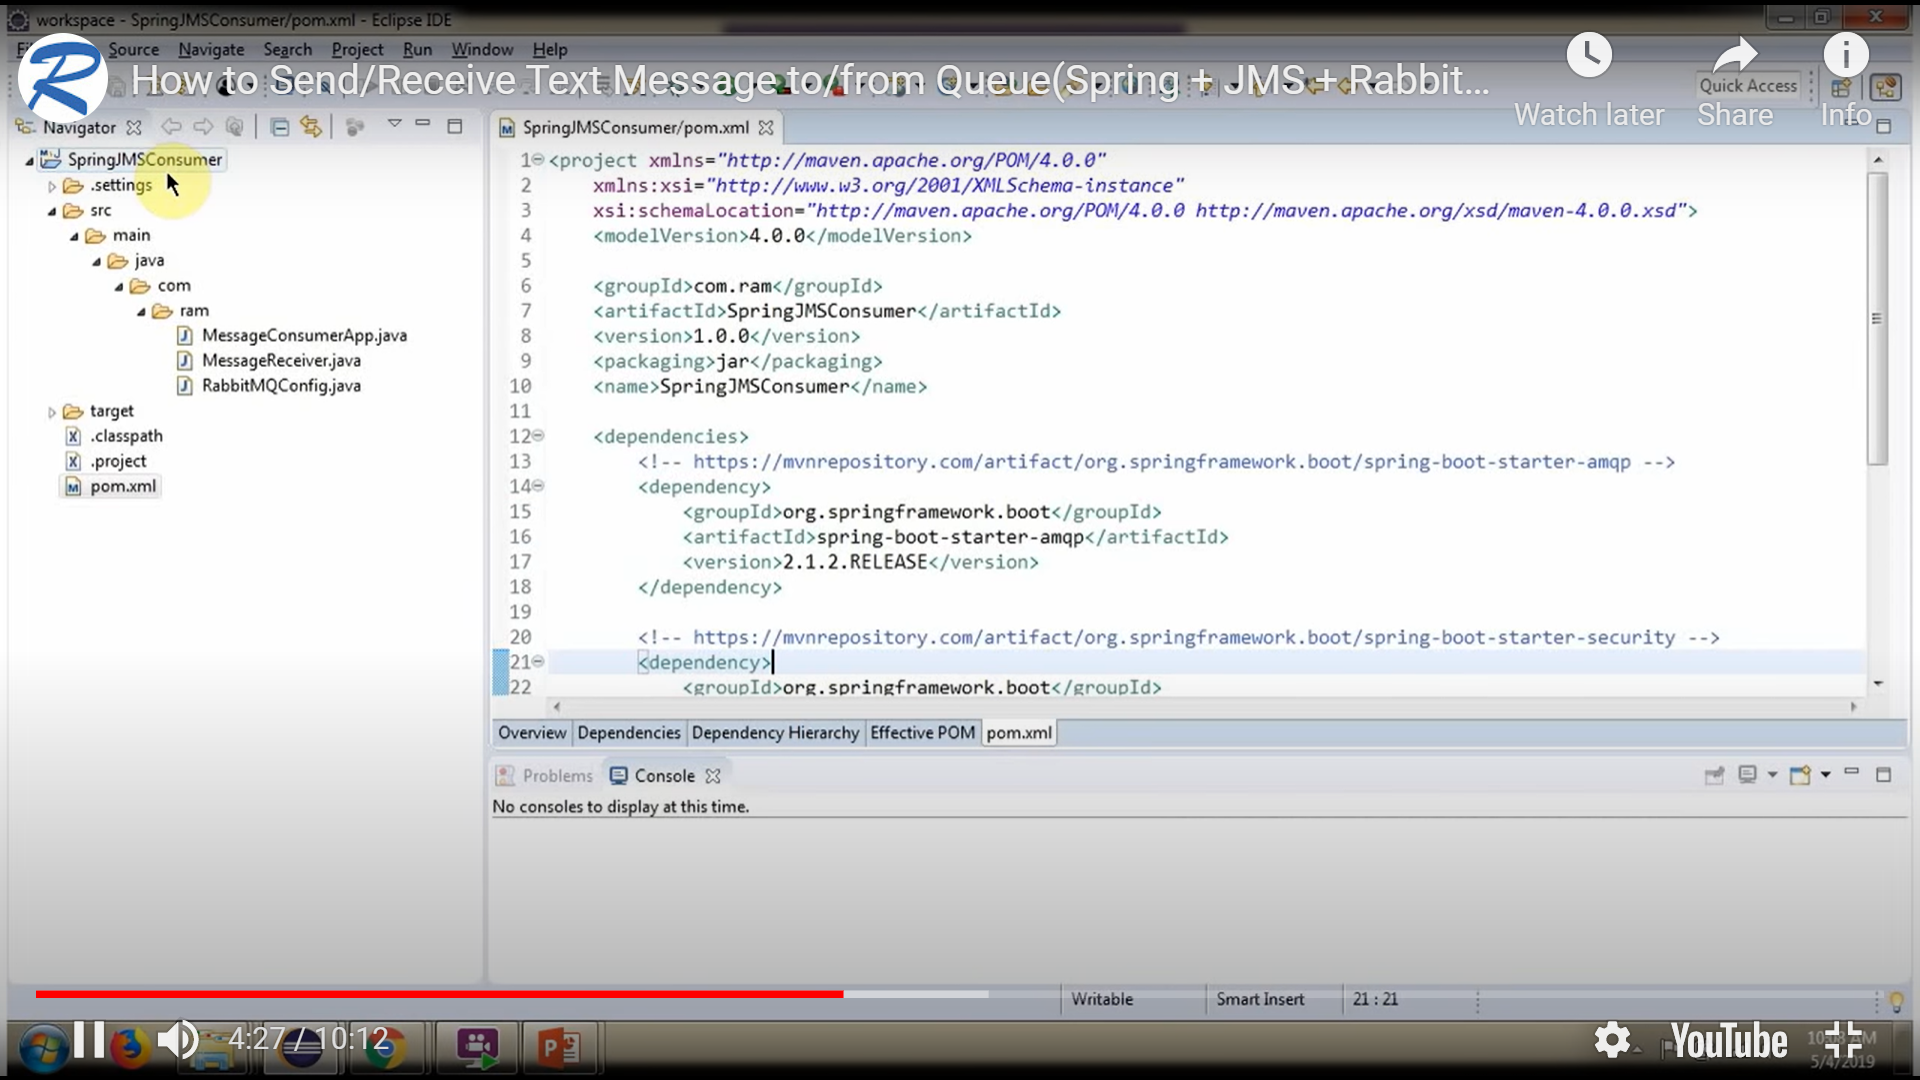 workspace - SpringJMSConsumer/pom.xml - Eclipse IDE
Source Navigate Search Project Run Window Help
How to Send/Receive Text Message to/from Queue(Spring + JMS + Rabbit...
Watch later
Share
Info
Quick Access
Navigator
SpringJMSConsumer
.settings
src
main
java
com
ram
MessageConsumerApp.java
MessageReceiver.java
RabbitMQConfig.java
target
.classpath
.project
pom.xml
SpringJMSConsumer/pom.xml
1 <project xmlns="http://maven.apache.org/POM/4.0.0"
2 xmlns:xsi="http://www.w3.org/2001/XMLSchema-instance"
3 xsi:schemaLocation="http://maven.apache.org/POM/4.0.0 http://maven.apache.org/xsd/maven-4.0.0.xsd">
4 <modelVersion>4.0.0</modelVersion>
5
6 <groupId>com.ram</groupId>
7 <artifactId>SpringJMSConsumer</artifactId>
8 <version>1.0.0</version>
9 <packaging>jar</packaging>
10 <name>SpringJMSConsumer</name>
11
12 <dependencies>
13 <!-- https://mvnrepository.com/artifact/org.springframework.boot/spring-boot-starter-amqp -->
14 <dependency>
15 <groupId>org.springframework.boot</groupId>
16 <artifactId>spring-boot-starter-amqp</artifactId>
17 <version>2.1.2.RELEASE</version>
18 </dependency>
19
20 <!-- https://mvnrepository.com/artifact/org.springframework.boot/spring-boot-starter-security -->
21 <dependency>
22 <groupId>org.springframework.boot</groupId>
Overview Dependencies Dependency Hierarchy Effective POM pom.xml
Problems Console
No consoles to display at this time.
Writable Smart Insert 21 : 21
4:27 / 10:12
YouTube
5/4/2019